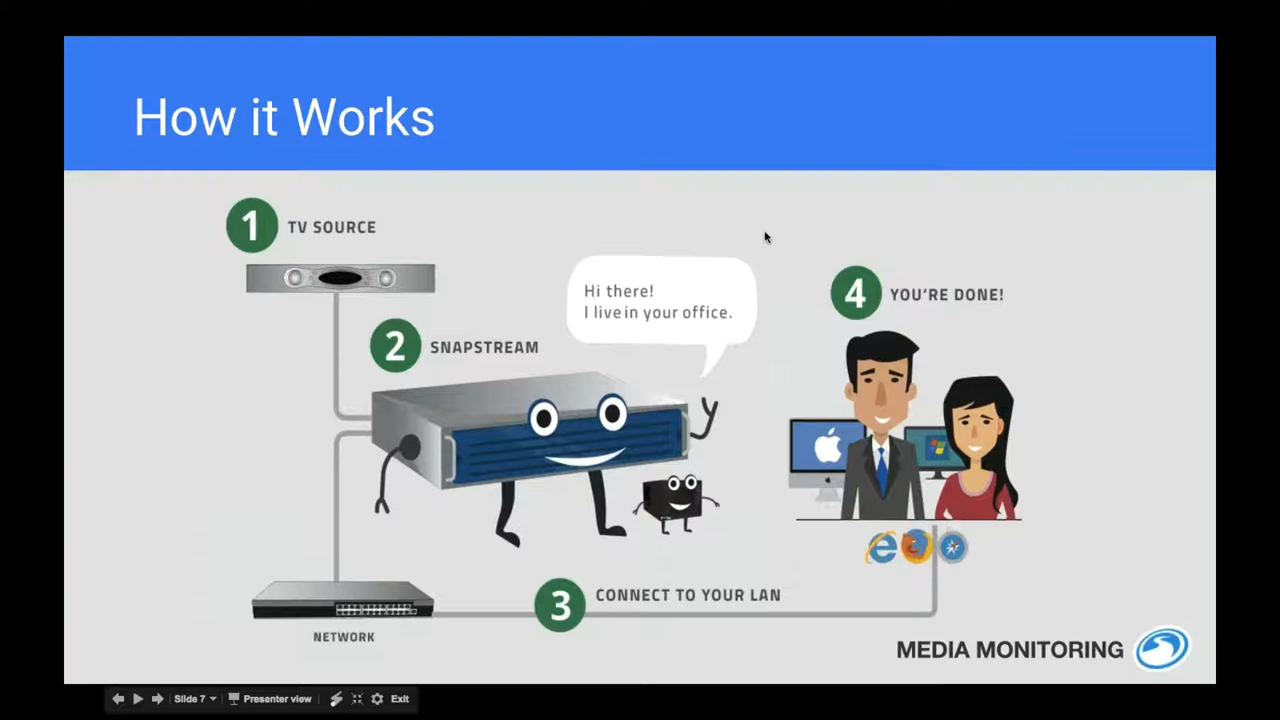 How it Works
1 TV SOURCE
2 SNAPSTREAM
Hi there!
I live in your office.
4 YOU'RE DONE!
3 CONNECT TO YOUR LAN
NETWORK
MEDIA MONITORING
Slide 7
Presenter view
Exit